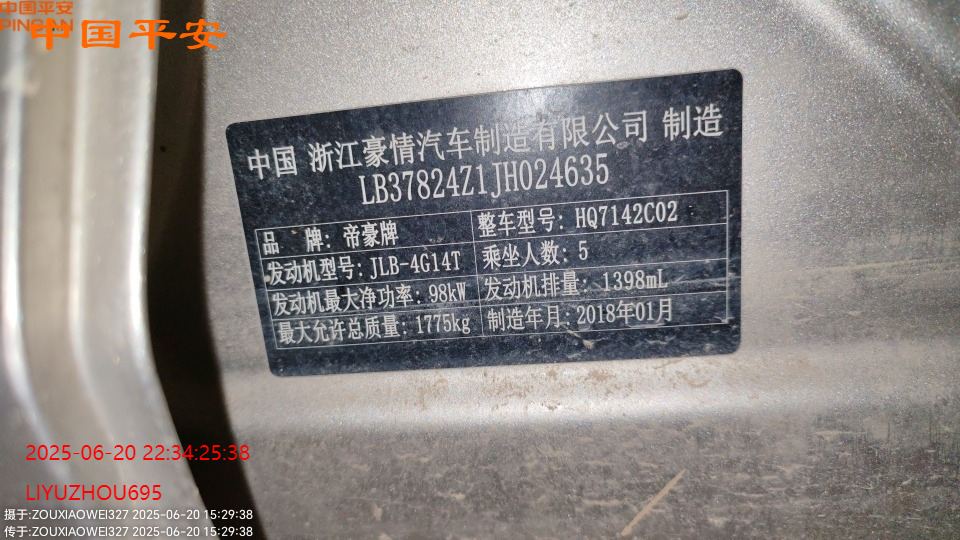 中国平安
PINGAN
中国平安
中国 浙江豪情汽车制造有限公司 制造
LB37824Z1JH024635
品 牌: 帝豪牌 整车型号: HQ7142C02
发动机型号: JLB-4G14T 乘坐人数: 5
发动机最大净功率: 98kW 发动机排量: 1398mL
最大允许总质量: 1775kg 制造年月: 2018年01月
2025-06-20 22:34:25:38
LIYUZHOU695
摄于:ZOUXIAOWEI327 2025-06-20 15:29:38
传于:ZOUXIAOWEI327 2025-06-20 15:29:38